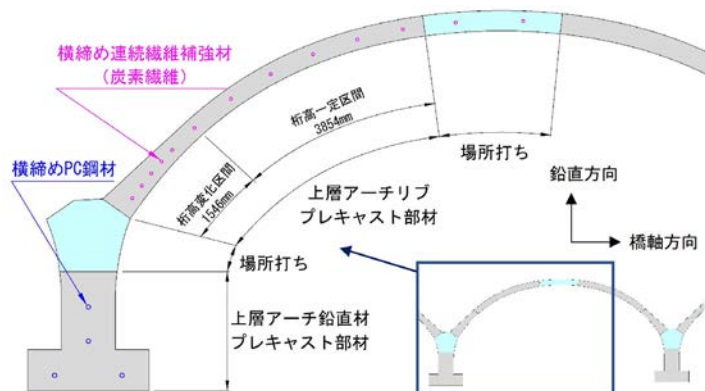 横締め連続繊維補強材
（炭素繊維）
桁高一定区間
3854mm
場所打ち
横締めPC鋼材
桁高変化区間
1546mm
上層アーチリブ
プレキャスト部材
鉛直方向
橋軸方向
場所打ち
上層アーチ鉛直材
プレキャスト部材